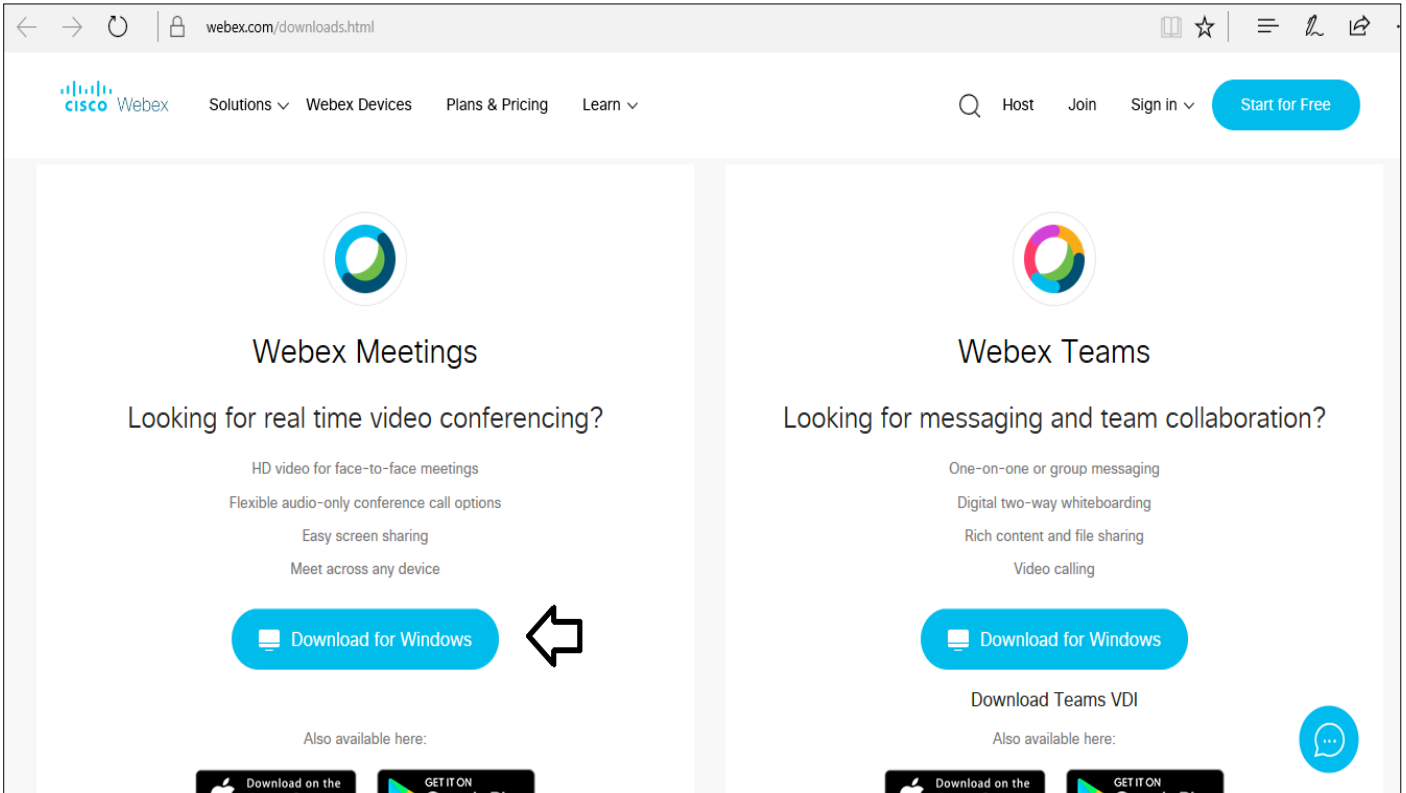 webex.com/downloads.html
CISCO Webex
Solutions
Webex Devices
Plans & Pricing
Learn
Host
Join
Sign in
Start for Free
Webex Meetings
Looking for real time video conferencing?
HD video for face-to-face meetings
Flexible audio-only conference call options
Easy screen sharing
Meet across any device
Download for Windows
Also available here:
Download on the
GET IT ON
Webex Teams
Looking for messaging and team collaboration?
One-on-one or group messaging
Digital two-way whiteboarding
Rich content and file sharing
Video calling
Download for Windows
Download Teams VDI
Also available here:
Download on the
GET IT ON